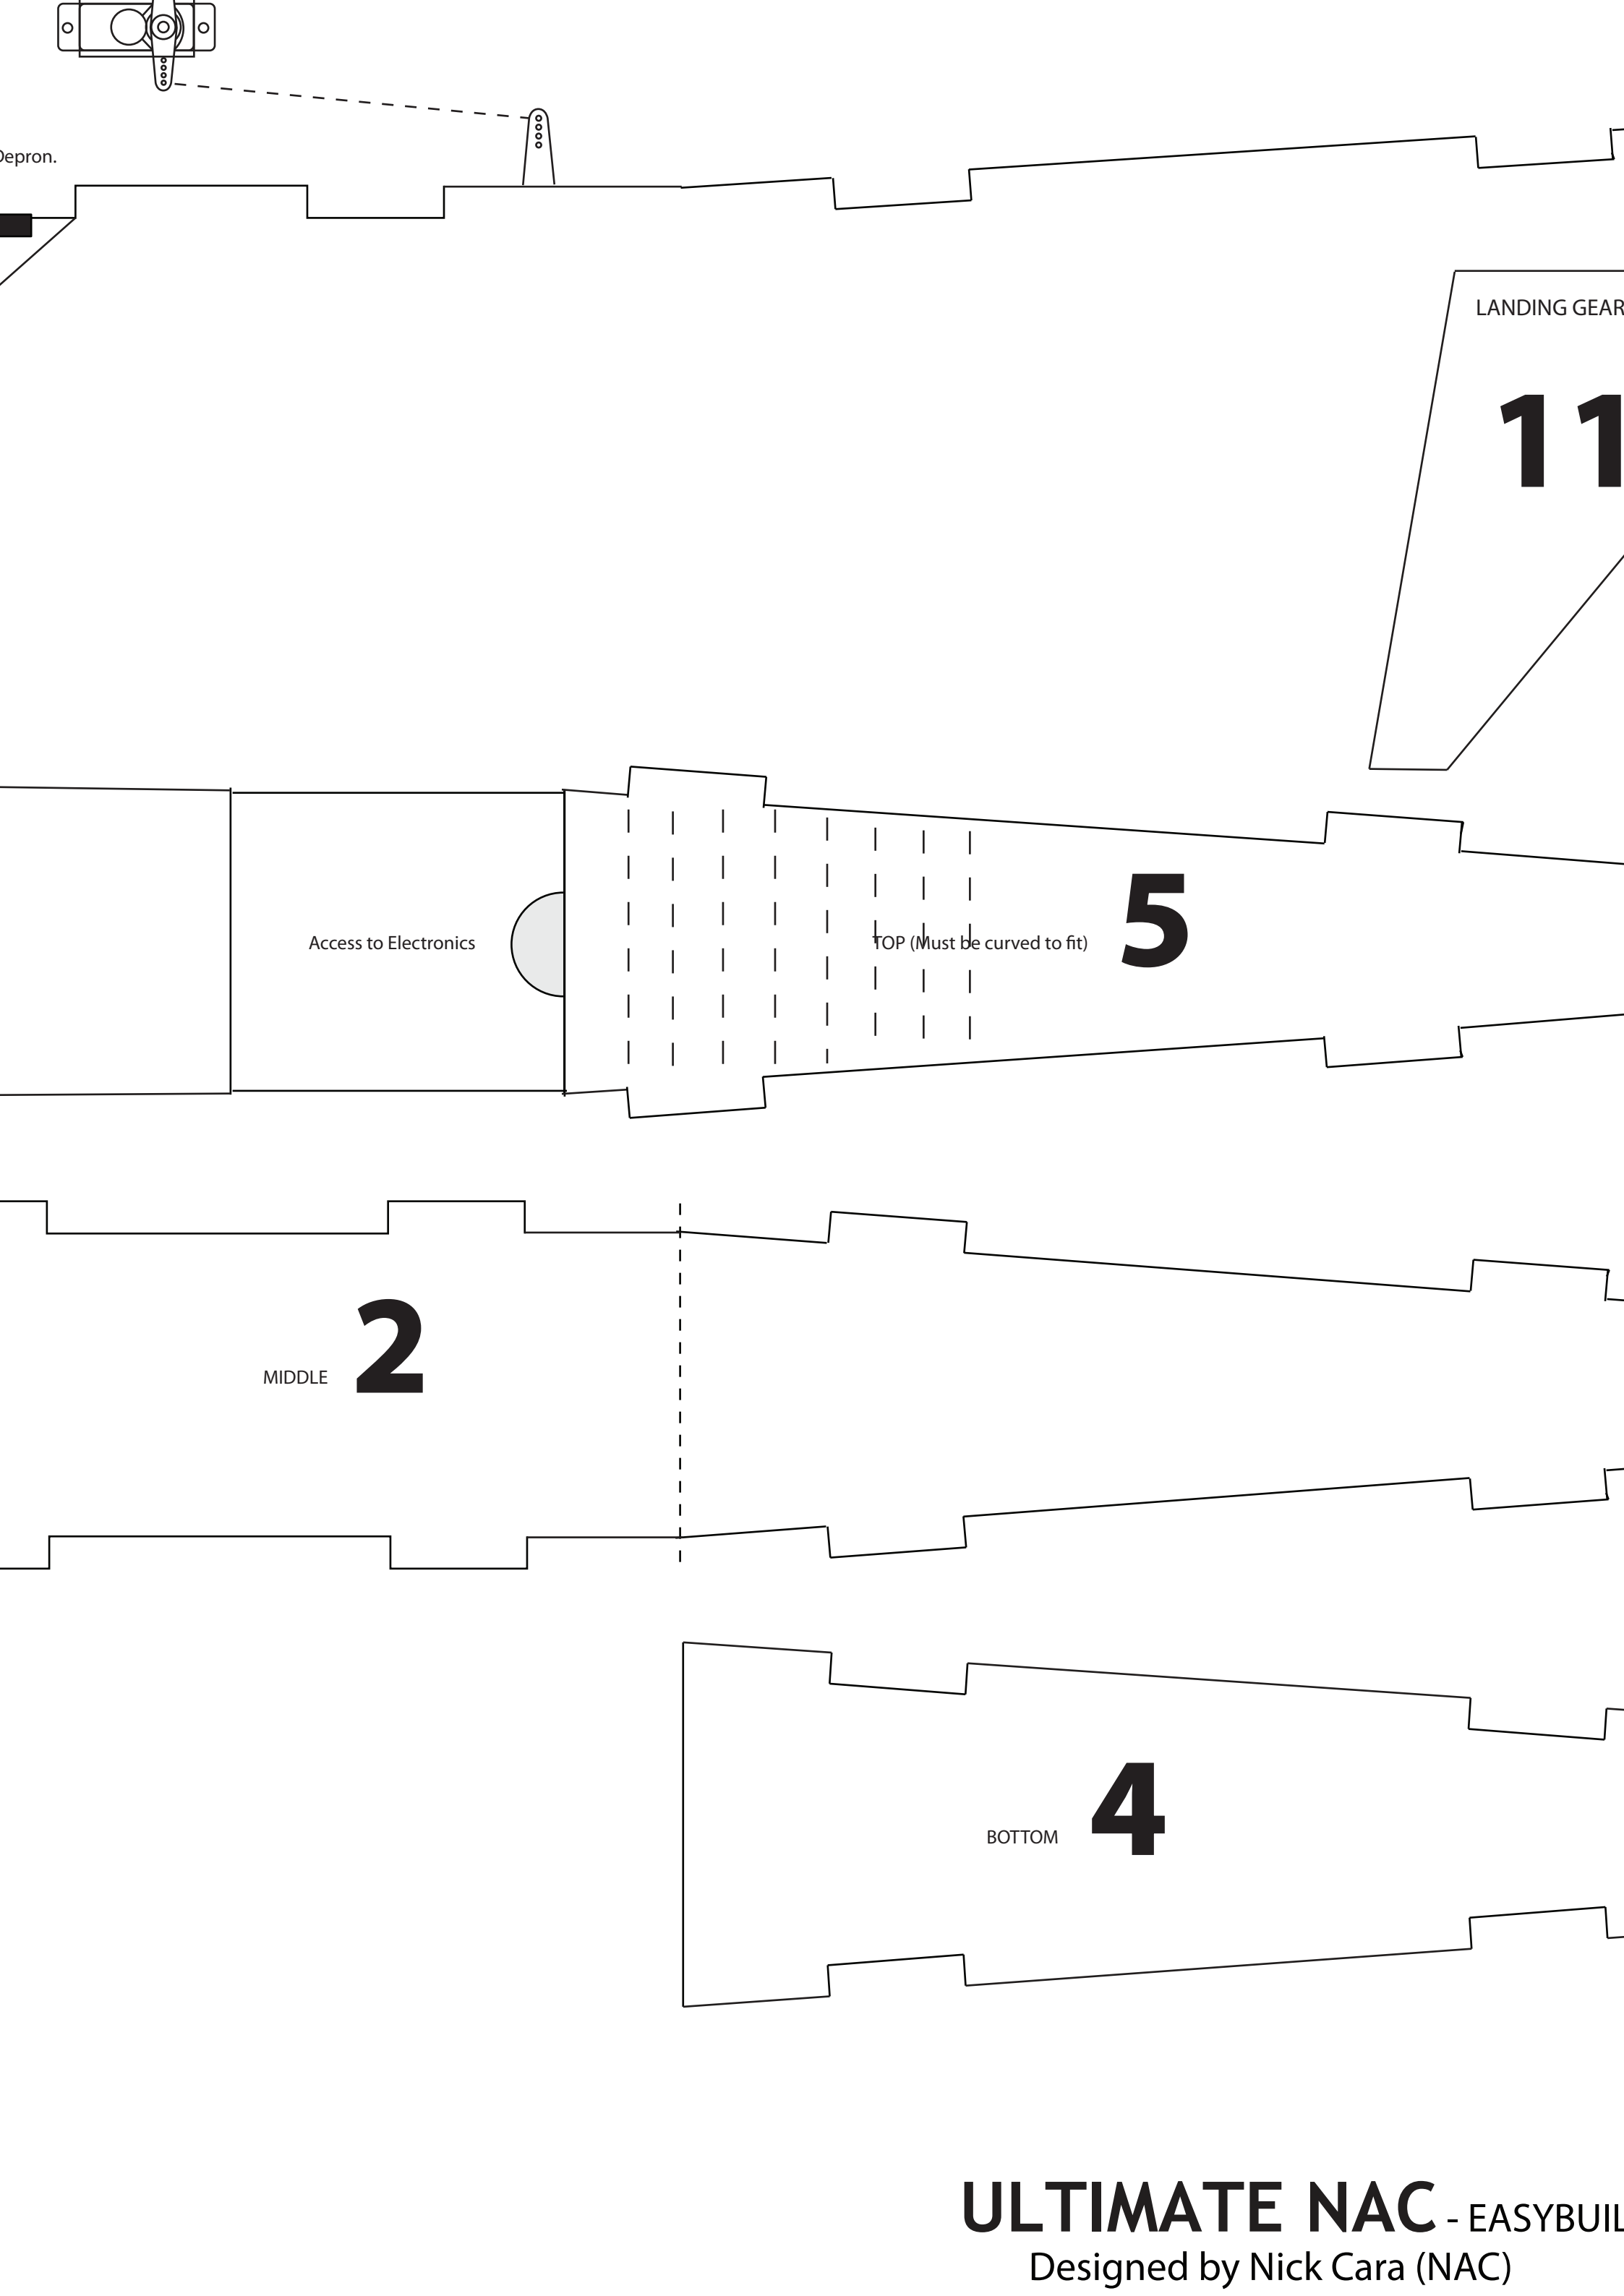 Depron.
LANDING GEAR
11
5
Access to Electronics
TOP (Must be curved to fit)
2
MIDDLE
4
BOTTOM
ULTIMATE NAC - EASYBUIL
Designed by Nick Cara (NAC)